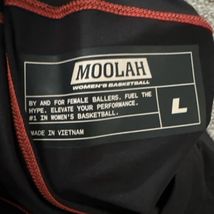 MOOLAH
WOMEN'S BASKETBALL
BY AND FOR FEMALE BALLERS. FUEL THE
HYPE. ELEVATE YOUR PERFORMANCE.
#1 IN WOMEN'S BASKETBALL.
MADE IN VIETNAM
L